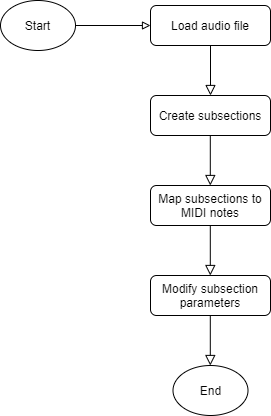 Start
Load audio file
Create subsections
Map subsections to
MIDI notes
Modify subsection
parameters
End